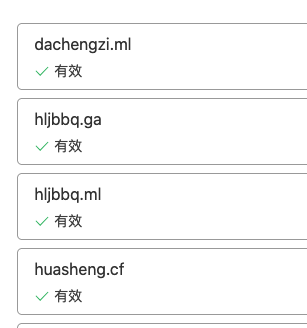 dachengzi.ml
有效
hljbbq.ga
有效
hljbbq.ml
有效
huasheng.cf
有效